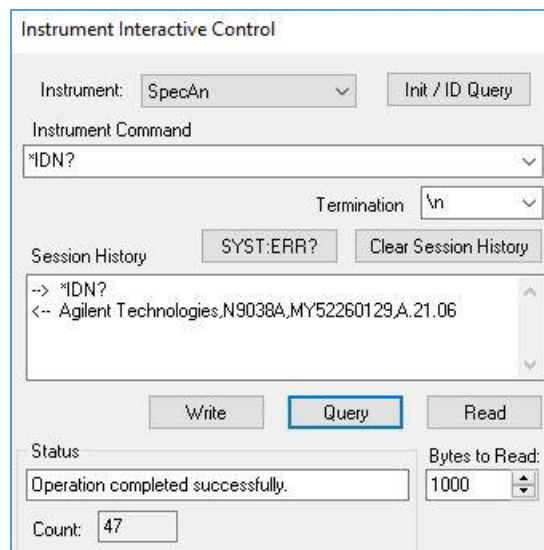 Instrument Interactive Control
Instrument: SpecAn Init / ID Query
Instrument Command
*IDN?
Termination \n
Session History SYST:ERR? Clear Session History
--> *IDN?
<-- Agilent Technologies,N9038A,MY52260129,A.21.06
Write Query Read
Status Bytes to Read:
Operation completed successfully. 1000
Count: 47